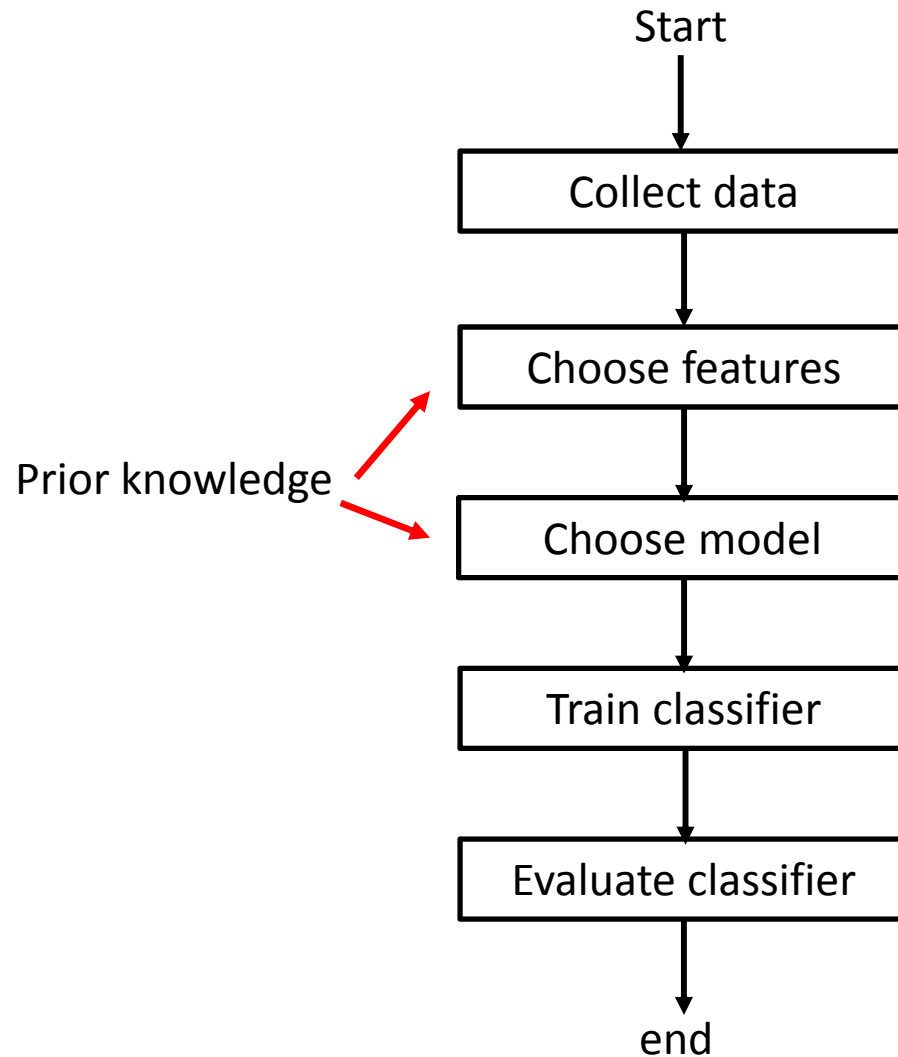 Start
Collect data
Choose features
Prior knowledge
Choose model
Train classifier
Evaluate classifier
end